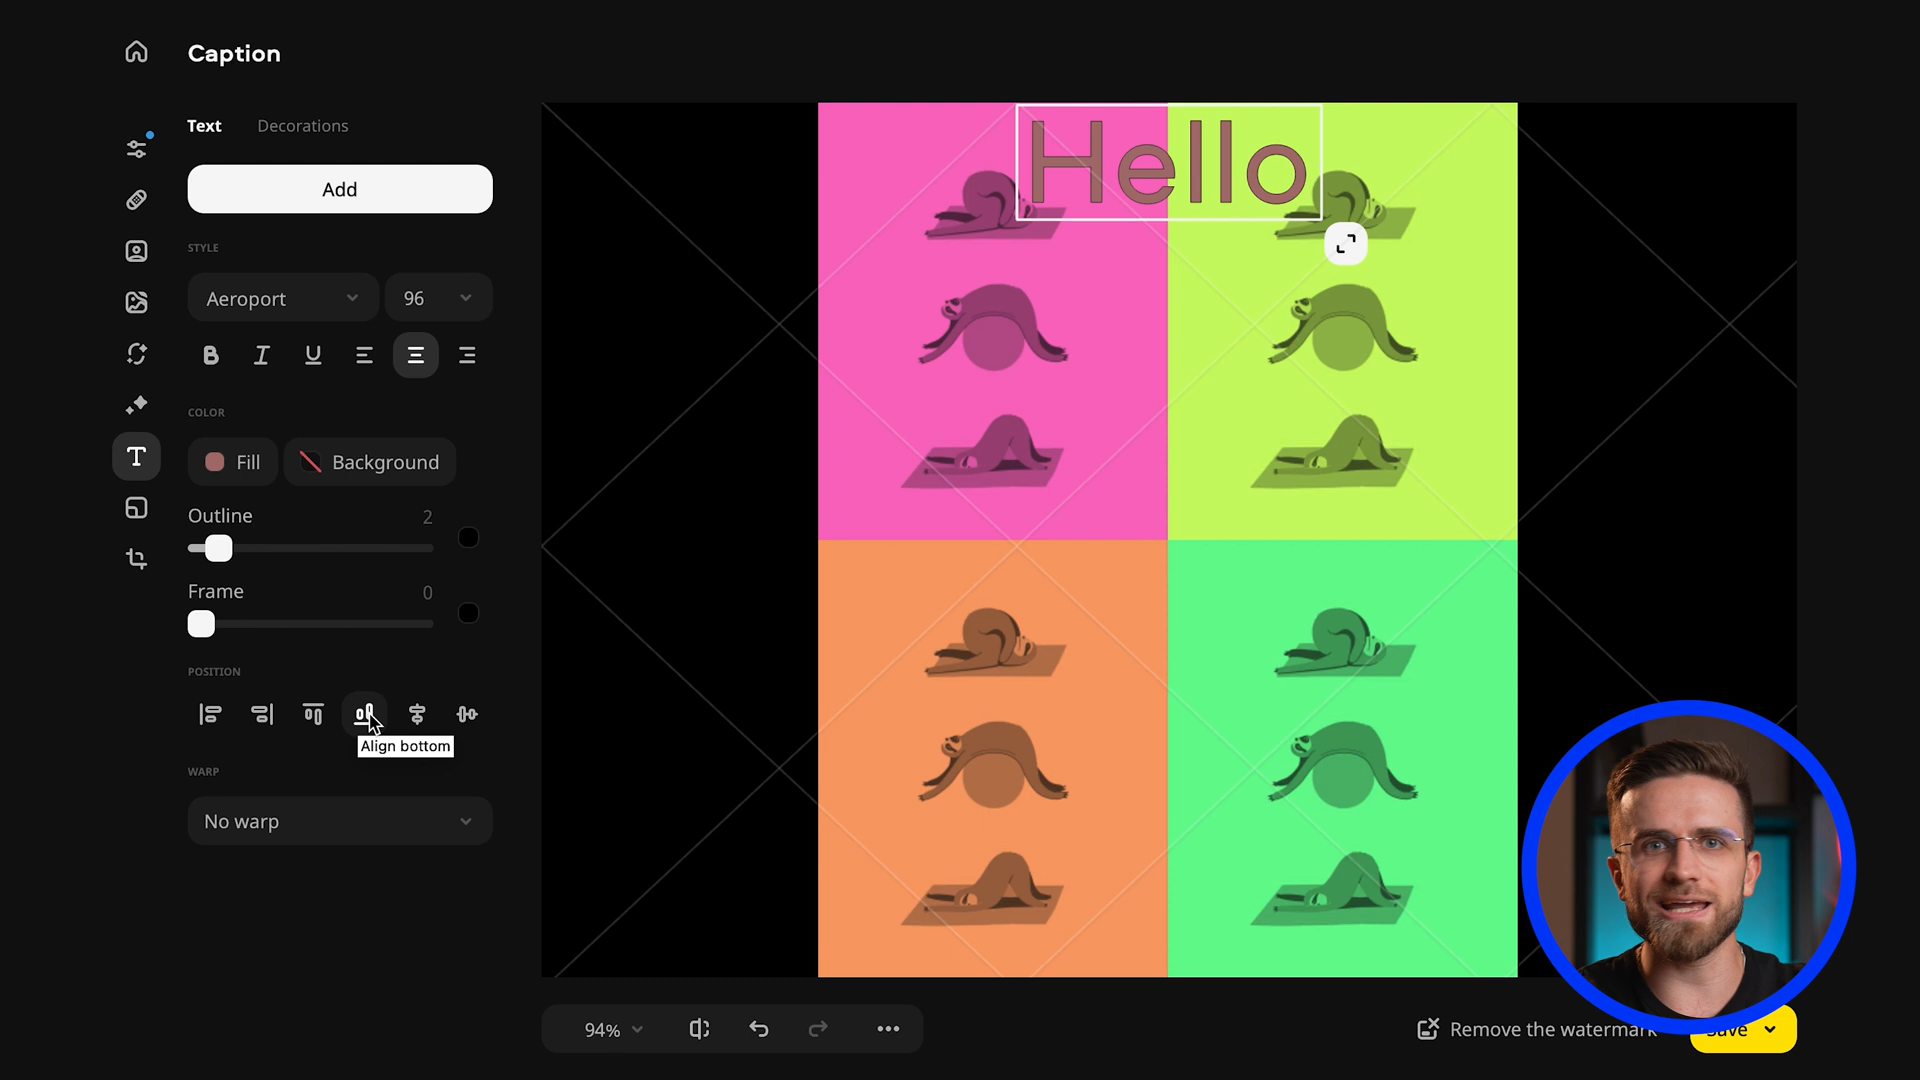 Caption
Text Decorations
Add
STYLE
Aeroport 96
COLOR
Fill Background
Outline 2
Frame 0
POSITION
Align bottom
WARP
No warp
Hello
94%
Remove the watermark
Save